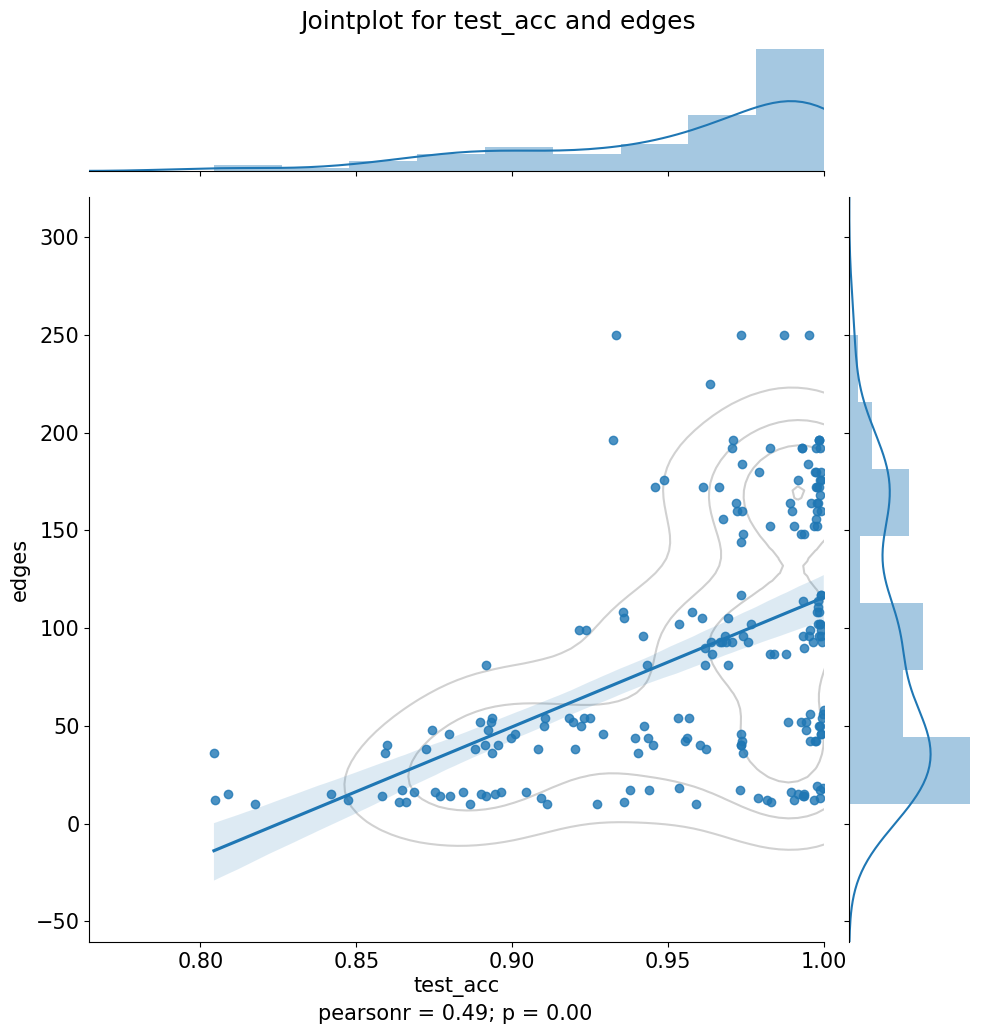 Jointplot for test_acc and edges
300
250
200
150
100
50
0
−50
edges
0.80 0.85 0.90 0.95 1.00
test_acc
pearsonr = 0.49; p = 0.00